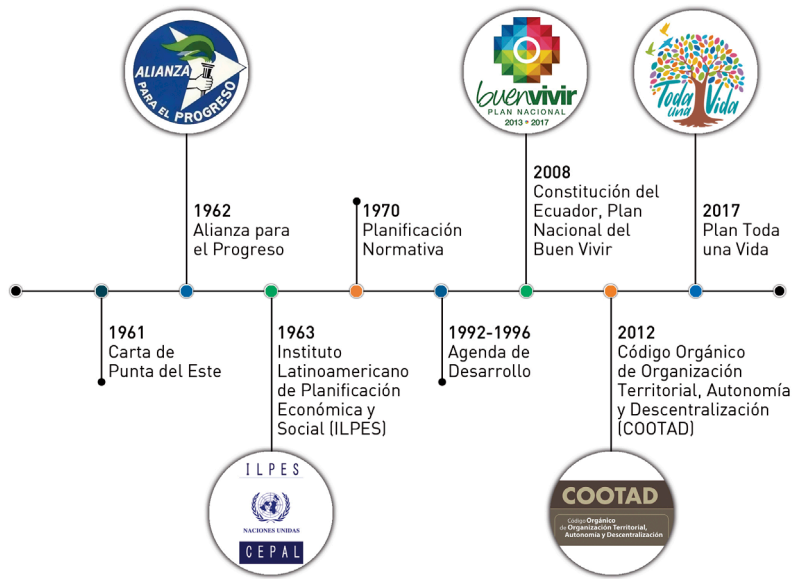 ALIANZA
PARA EL PROGRESO
buenvivir
PLAN NACIONAL
2013 • 2017
Toda
una Vida
1962
Alianza para
el Progreso
1970
Planificación
Normativa
2008
Constitución del
Ecuador, Plan
Nacional del
Buen Vivir
2017
Plan Toda
una Vida
1961
Carta de
Punta del Este
1963
Instituto
Latinoamericano
de Planificación
Económica y
Social (ILPES)
1992-1996
Agenda de
Desarrollo
2012
Código Orgánico
de Organización
Territorial, Autonomía
y Descentralización
(COOTAD)
ILPES
NACIONES UNIDAS
CEPAL
COOTAD
Código Orgánico
de Organización Territorial,
Autonomía y Descentralización